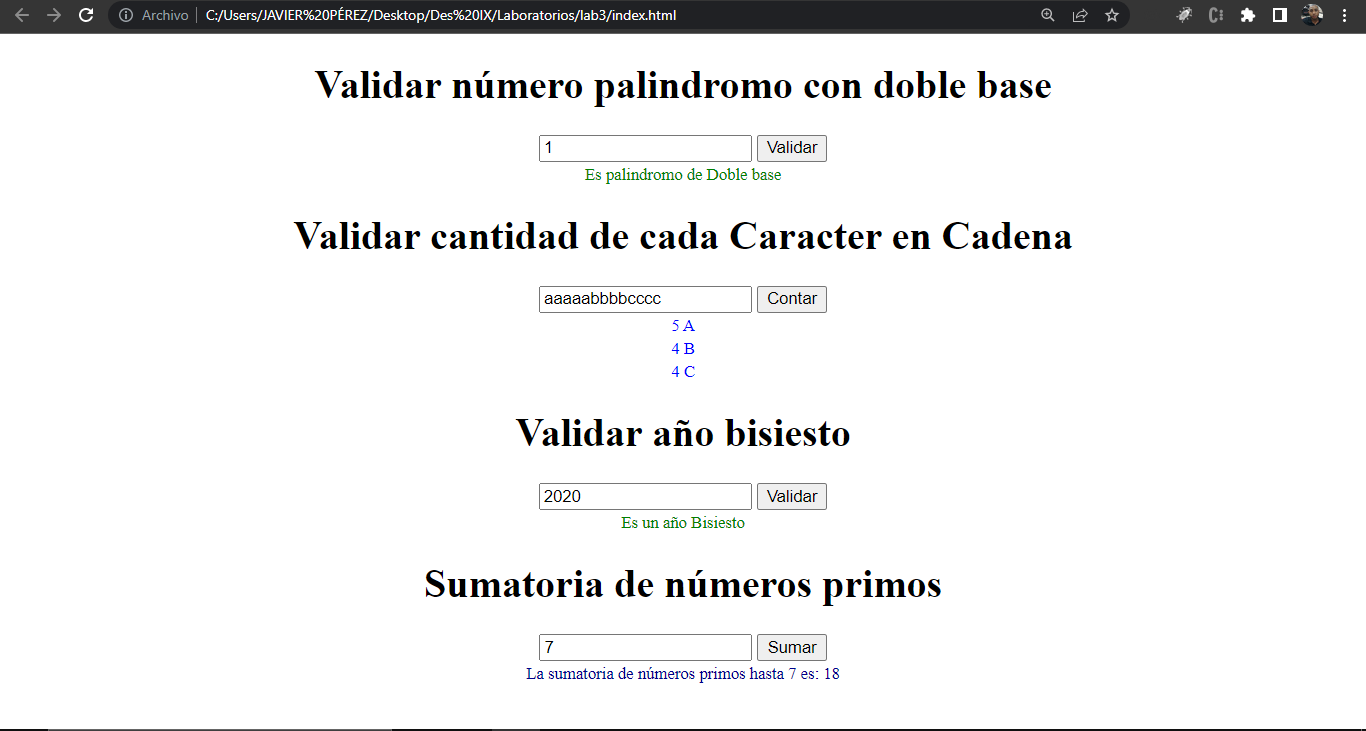 Archivo C:/Users/JAVIER%20PÉREZ/Desktop/Des%20IX/Laboratorios/lab3/index.html
Validar número palindromo con doble base
1 Validar
Es palindromo de Doble base
Validar cantidad de cada Caracter en Cadena
aaaaabbbbcccc Contar
5 A
4 B
4 C
Validar año bisiesto
2020 Validar
Es un año Bisiesto
Sumatoria de números primos
7 Sumar
La sumatoria de números primos hasta 7 es: 18